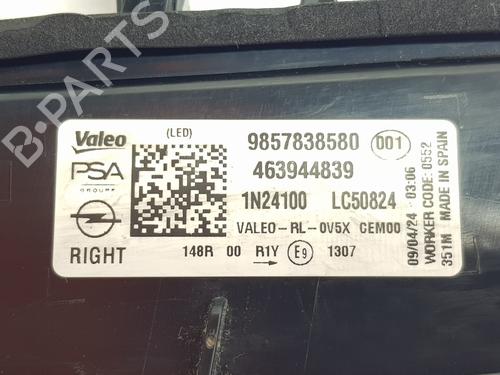 Valeo
(LED)
9857838580 001
PSA
GROUPE
463944839
1N24100 LC50824
VALEO-RL-0V5X CEM00
RIGHT
148R 00 R1Y E9 1307
09/04/24 03:06
WORKER CODE: 0552
351M MADE IN SPAIN
B-PARTS